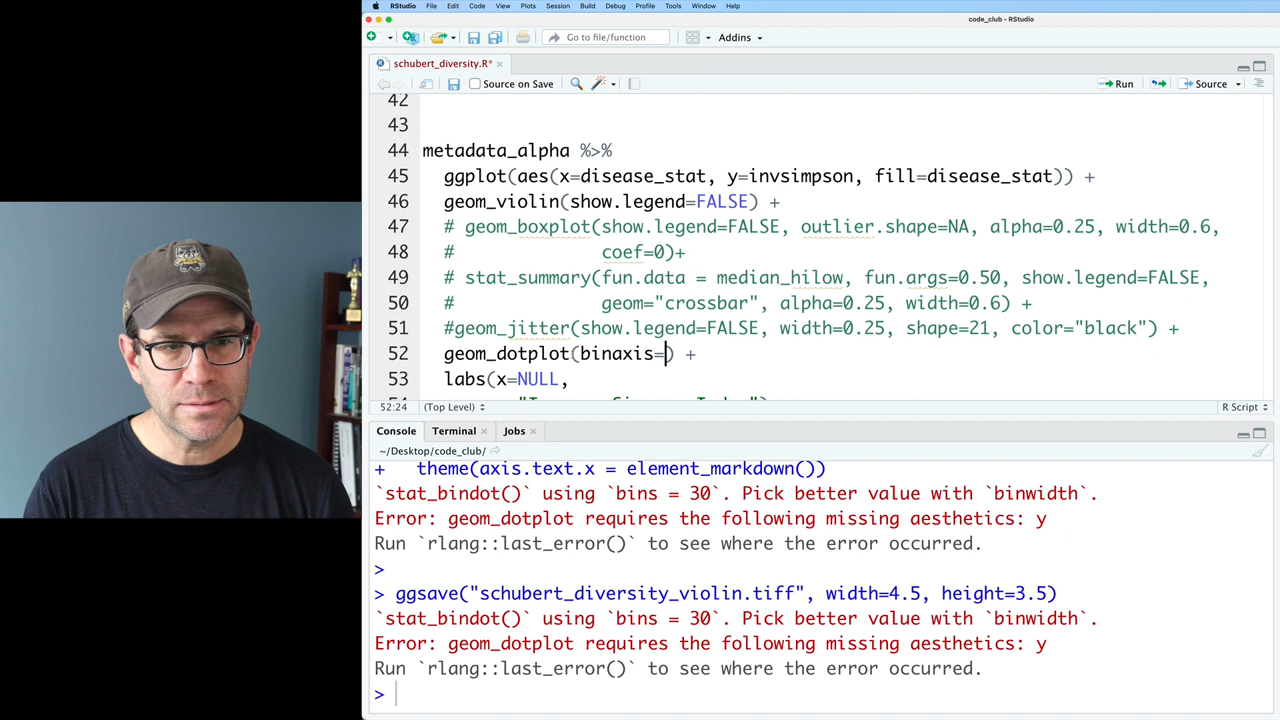 RStudio File Edit Code View Plots Session Build Debug Profile Tools Window Help
code_club - RStudio
Go to file/function Addins
schubert_diversity.R*
Source on Save Run Source
42
43
44 metadata_alpha %>%
45 ggplot(aes(x=disease_stat, y=invsimpson, fill=disease_stat)) +
46 geom_violin(show.legend=FALSE) +
47 # geom_boxplot(show.legend=FALSE, outlier.shape=NA, alpha=0.25, width=0.6,
48 # coef=0)+
49 # stat_summary(fun.data = median_hilow, fun.args=0.50, show.legend=FALSE,
50 # geom="crossbar", alpha=0.25, width=0.6) +
51 #geom_jitter(show.legend=FALSE, width=0.25, shape=21, color="black") +
52 geom_dotplot(binaxis=) +
53 labs(x=NULL,
52:24 (Top Level) R Script
Console Terminal Jobs
~/Desktop/code_club/
+ theme(axis.text.x = element_markdown())
`stat_bindot()` using `bins = 30`. Pick better value with `binwidth`.
Error: geom_dotplot requires the following missing aesthetics: y
Run `rlang::last_error()` to see where the error occurred.
>
> ggsave("schubert_diversity_violin.tiff", width=4.5, height=3.5)
`stat_bindot()` using `bins = 30`. Pick better value with `binwidth`.
Error: geom_dotplot requires the following missing aesthetics: y
Run `rlang::last_error()` to see where the error occurred.
>